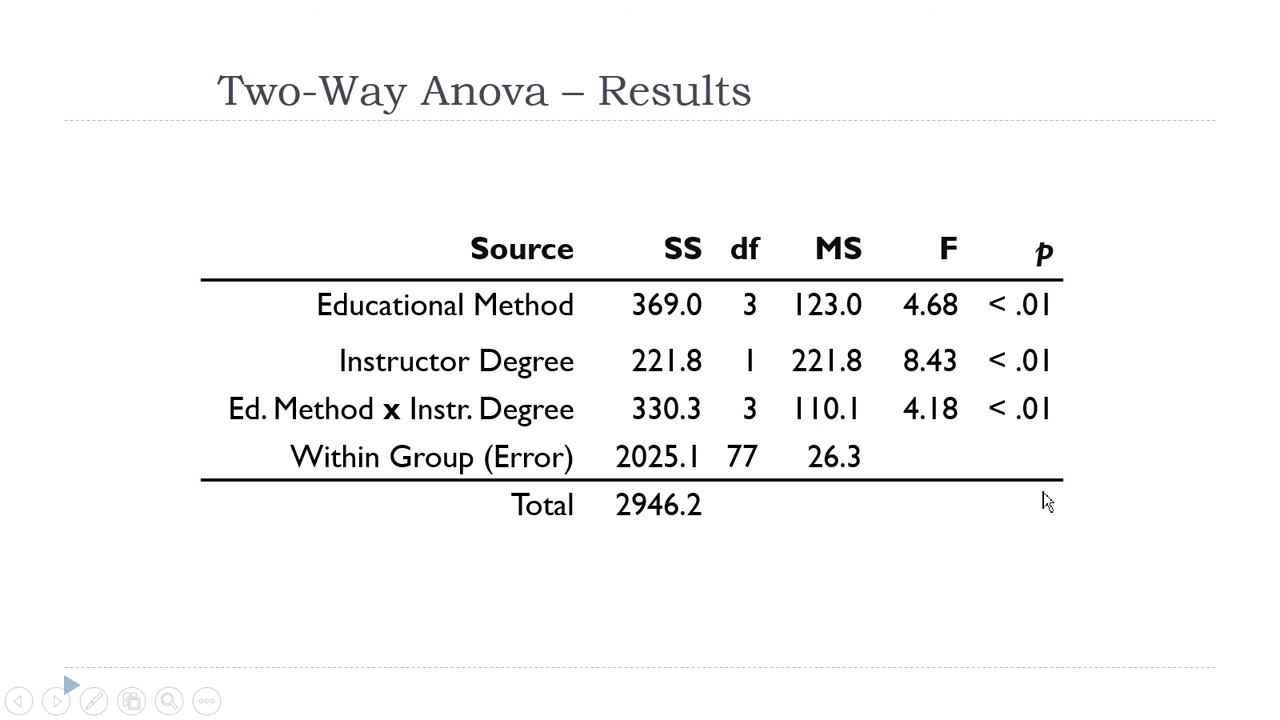 Two-Way Anova – Results
Source SS df MS F p
Educational Method 369.0 3 123.0 4.68 < .01
Instructor Degree 221.8 1 221.8 8.43 < .01
Ed. Method x Instr. Degree 330.3 3 110.1 4.18 < .01
Within Group (Error) 2025.1 77 26.3
Total 2946.2